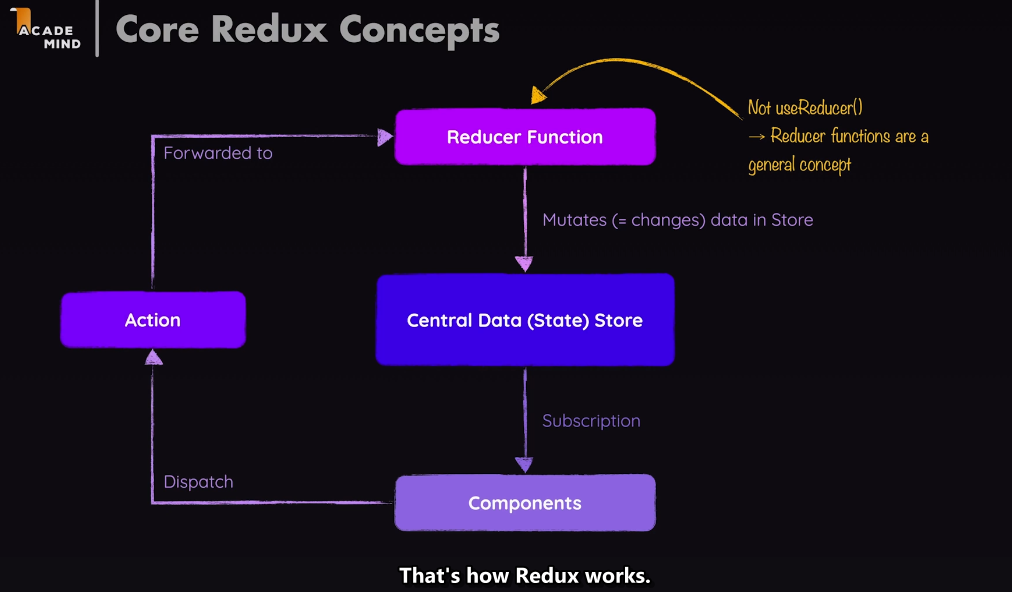 ACADE
MIND
Core Redux Concepts
Not useReducer()
→ Reducer functions are a
general concept
Reducer Function
Forwarded to
Mutates (= changes) data in Store
Action
Central Data (State) Store
Subscription
Dispatch
Components
That's how Redux works.